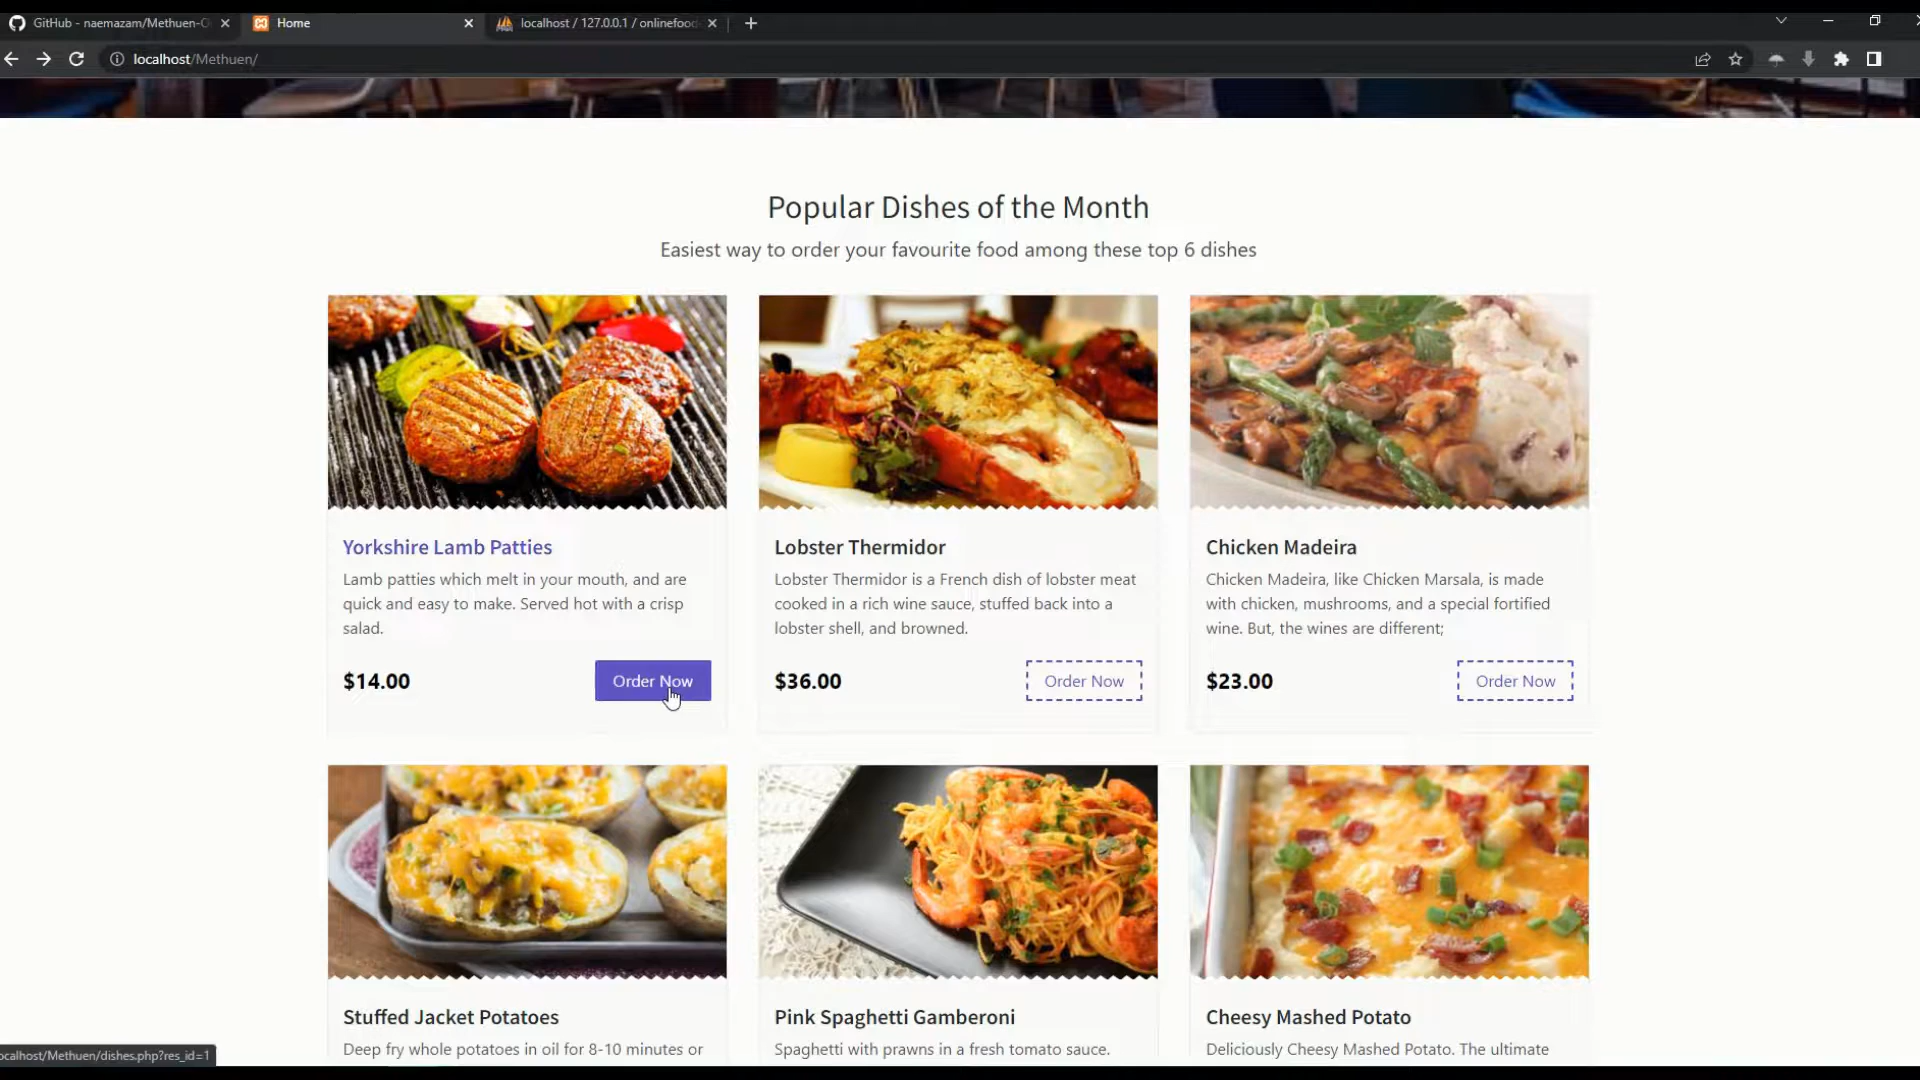 GitHub - naemazam/Methuen-O
Home
localhost / 127.0.0.1 / onlinefood
localhost/Methuen/
Popular Dishes of the Month
Easiest way to order your favourite food among these top 6 dishes
Yorkshire Lamb Patties
Lamb patties which melt in your mouth, and are
quick and easy to make. Served hot with a crisp
salad.
$14.00
Order Now
Lobster Thermidor
Lobster Thermidor is a French dish of lobster meat
cooked in a rich wine sauce, stuffed back into a
lobster shell, and browned.
$36.00
Order Now
Chicken Madeira
Chicken Madeira, like Chicken Marsala, is made
with chicken, mushrooms, and a special fortified
wine. But, the wines are different;
$23.00
Order Now
Stuffed Jacket Potatoes
Deep fry whole potatoes in oil for 8-10 minutes or
Pink Spaghetti Gamberoni
Spaghetti with prawns in a fresh tomato sauce.
Cheesy Mashed Potato
Deliciously Cheesy Mashed Potato. The ultimate
ocalhost/Methuen/dishes.php?res_id=1